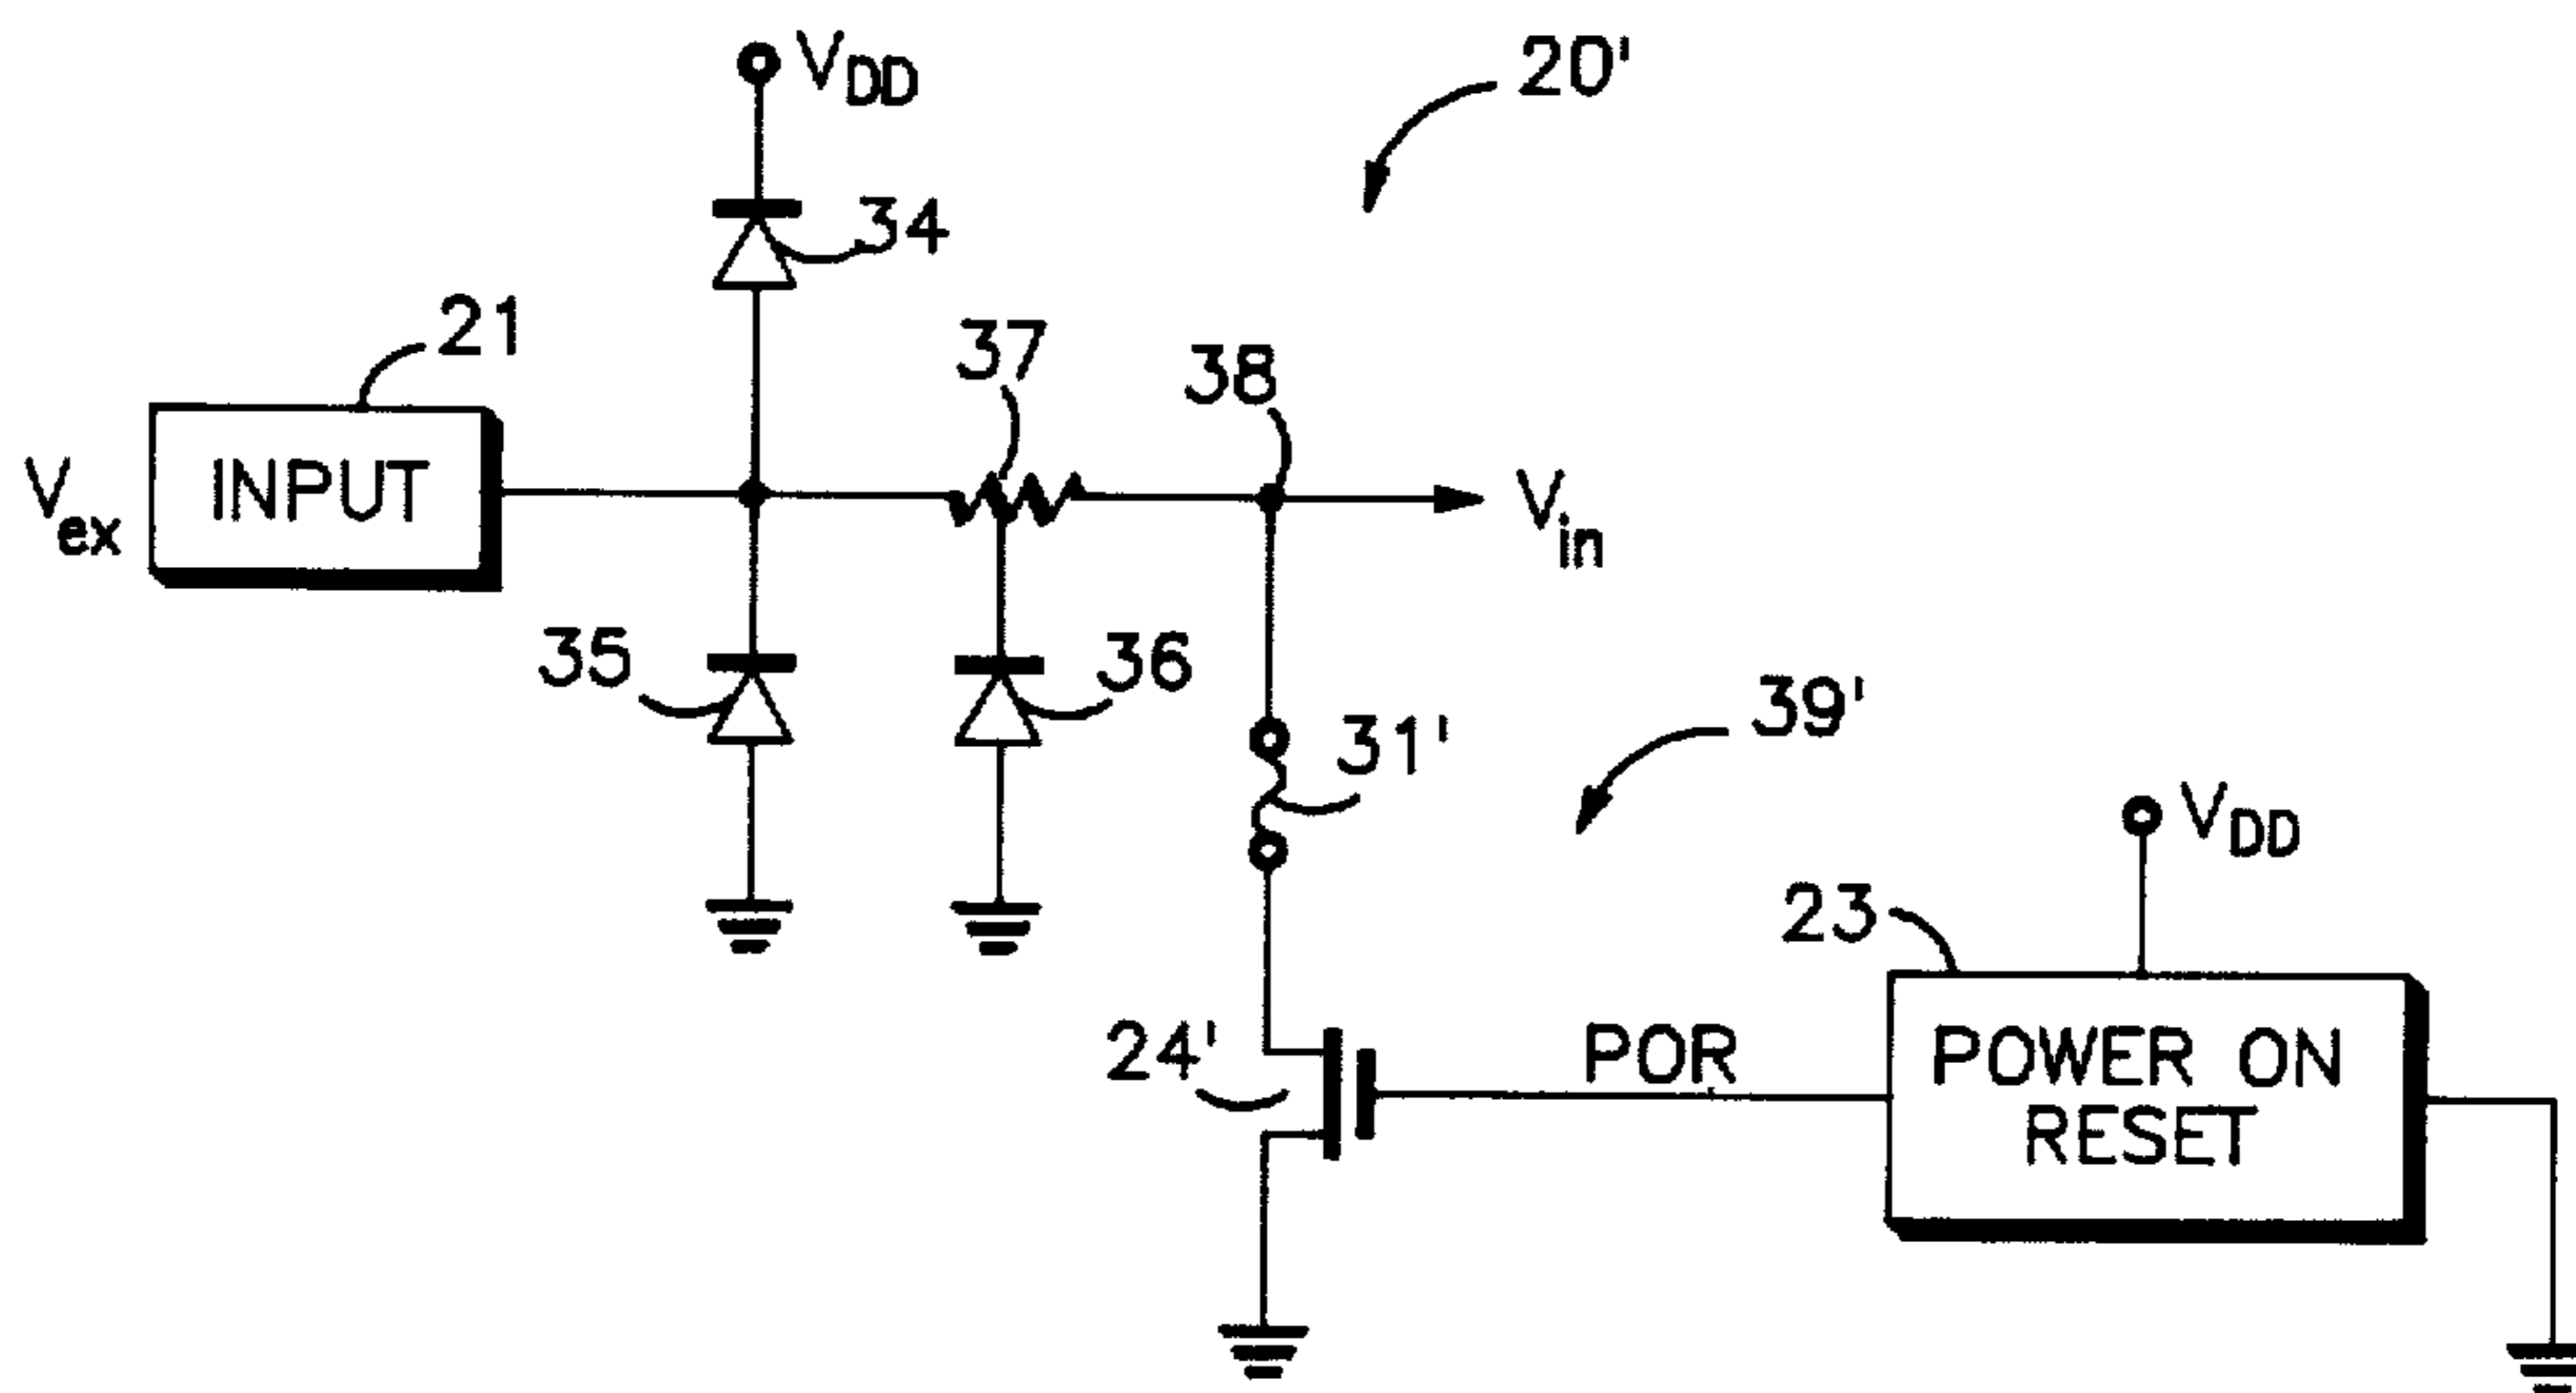 V_DD
20'
34
21
37
38
V_ex
INPUT
V_in
35
36
31'
39'
V_DD
23
24'
POR
POWER ON
RESET